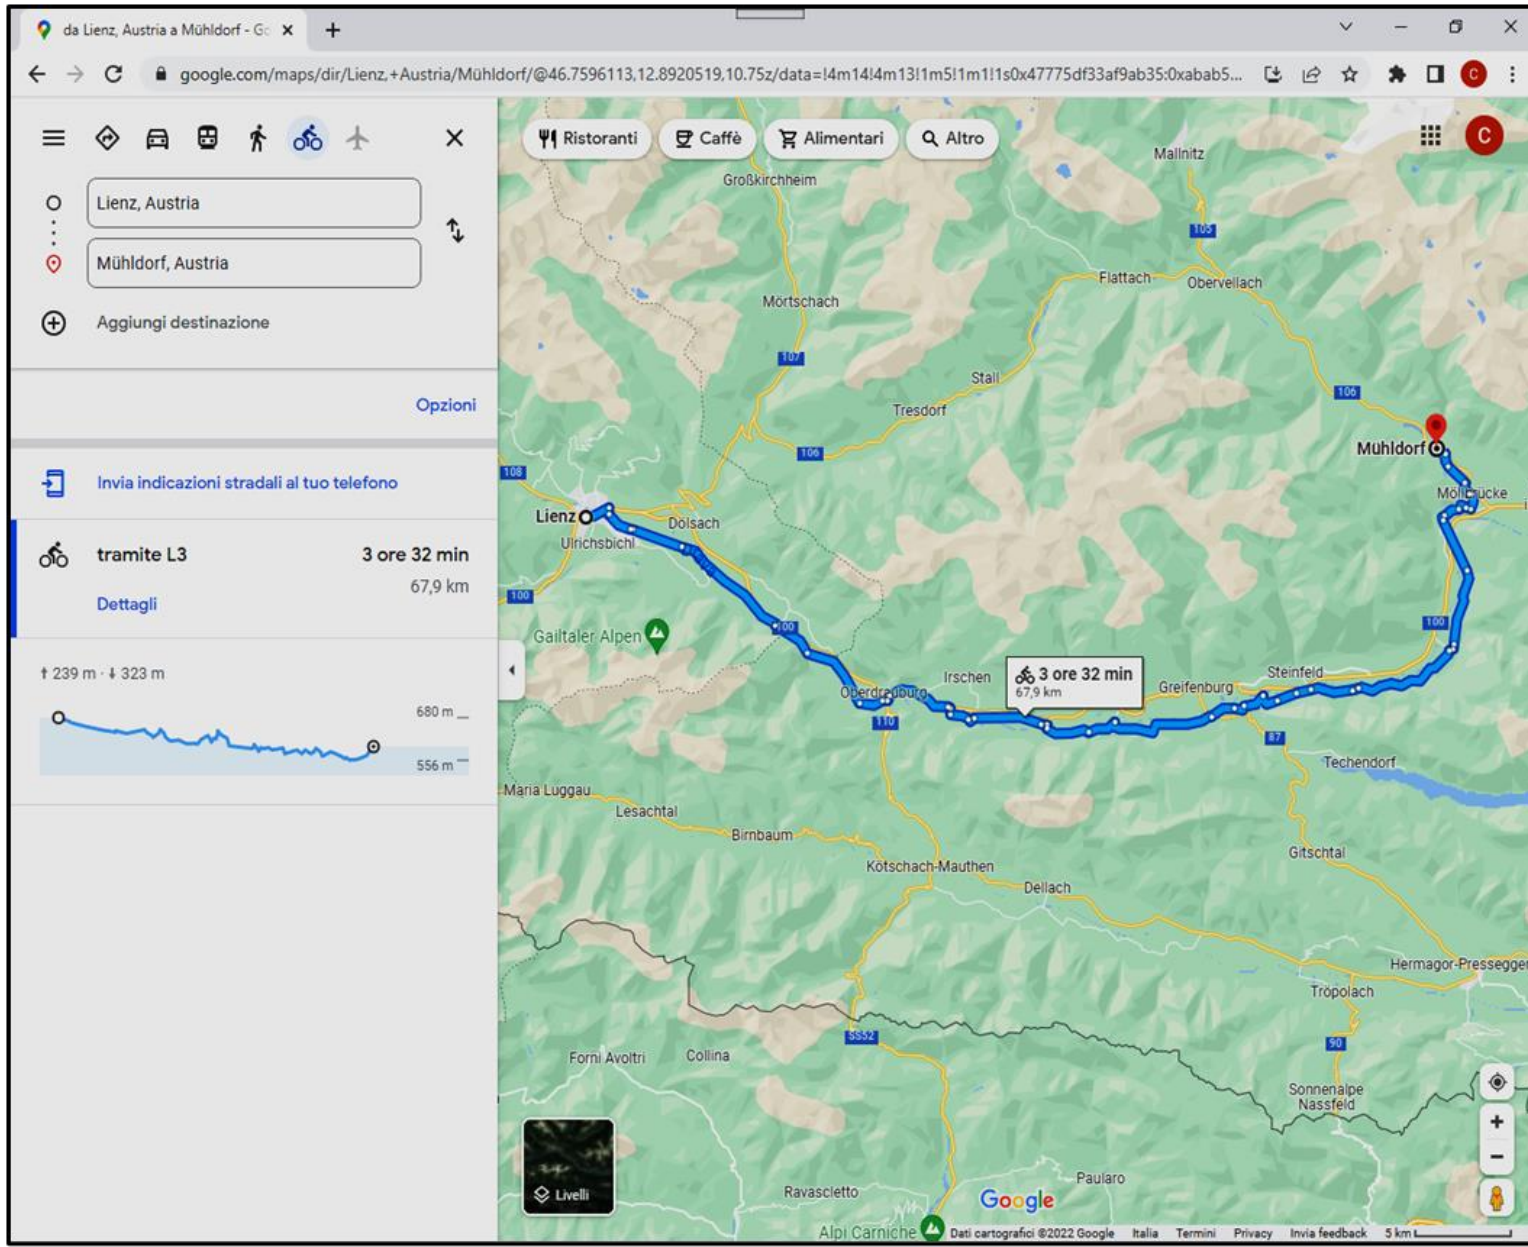 da Lienz, Austria a Mühldorf - Go
google.com/maps/dir/Lienz,+Austria/Mühldorf/@46.7596113,12.8920519,10.75z/data=!4m14!4m13!1m5!1m1!1s0x47775df33af9ab35:0xabab5...
C
Ristoranti
Caffè
Alimentari
Altro
C
Lienz, Austria
Mühldorf, Austria
Aggiungi destinazione
Opzioni
Invia indicazioni stradali al tuo telefono
tramite L3
3 ore 32 min
67,9 km
Dettagli
239 m · 323 m
680 m
556 m
Mallnitz
Großkirchheim
105
Flattach
Obervellach
Mörtschach
107
Stall
106
Tresdorf
Mühldorf
106
108
Möllbrücke
Lienz
Dölsach
Ulrichsbichl
100
100
100
Gailtaler Alpen
Irschen
3 ore 32 min
67,9 km
Steinfeld
Greifenburg
Oberdrauburg
110
87
Techendorf
Maria Luggau
Lesachtal
Birnbaum
Gitschtal
Kötschach-Mauthen
Dellach
Hermagor-Pressegger
Tröpolach
SS52
90
Forni Avoltri
Collina
Sonnenalpe
Nassfeld
Paularo
Ravascletto
Livelli
Google
Alpi Carniche
Dati cartografici ©2022 Google
Italia
Termini
Privacy
Invia feedback
5 km